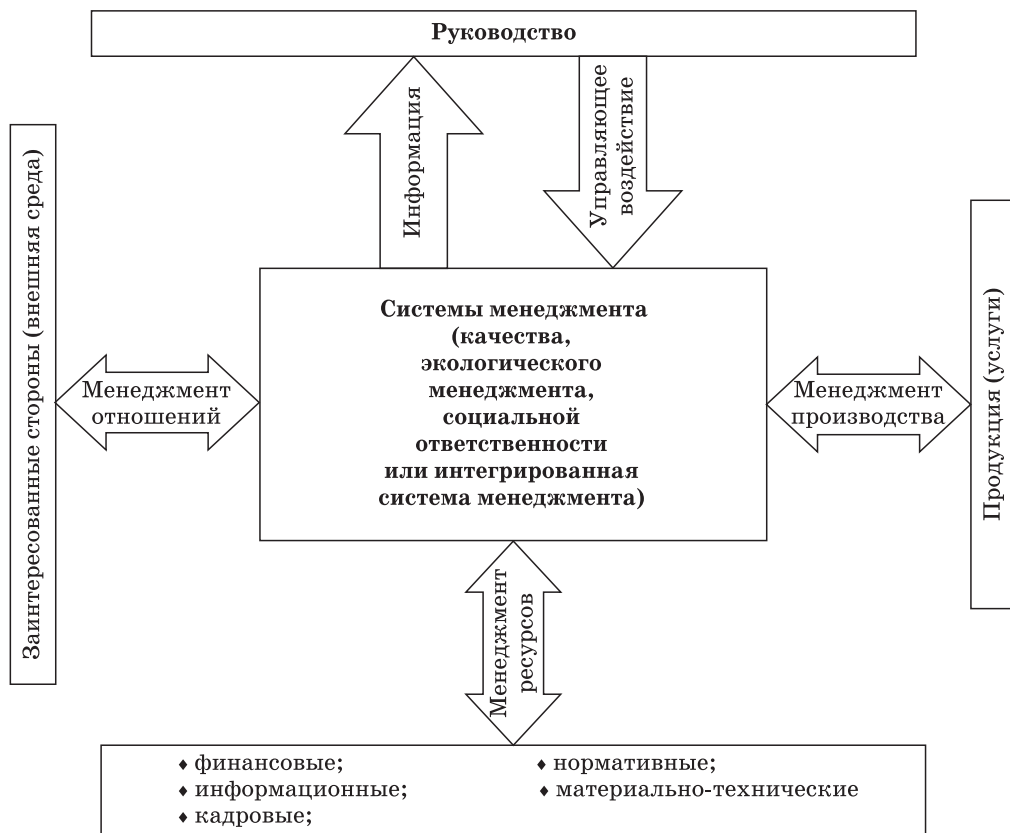 Руководство
Информация
Управляющее
воздействие
Заинтересованные стороны (внешняя среда)
Менеджмент
отношений
Системы менеджмента
(качества,
экологического
менеджмента,
социальной
ответственности
или интегрированная
система менеджмента)
Менеджмент
производства
Продукция (услуги)
Менеджмент
ресурсов
♦ финансовые;
♦ информационные;
♦ кадровые;
♦ нормативные;
♦ материально-технические